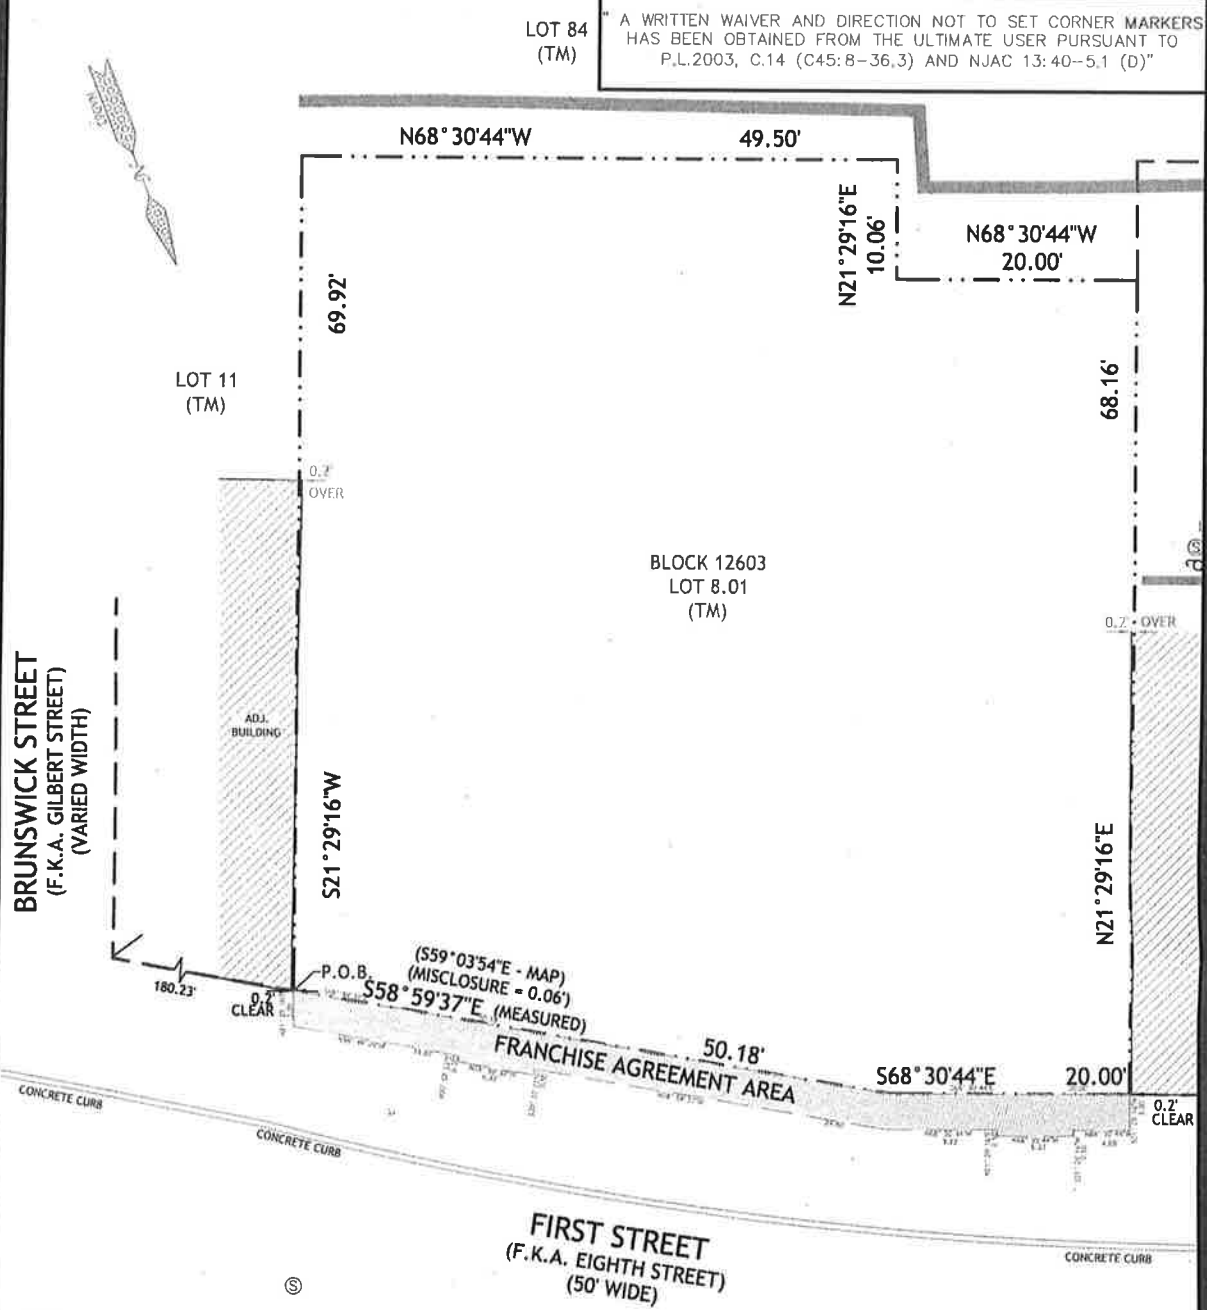 LOT 84
(TM)
" A WRITTEN WAIVER AND DIRECTION NOT TO SET CORNER MARKERS
HAS BEEN OBTAINED FROM THE ULTIMATE USER PURSUANT TO
P.L.2003, C.14 (C45:8-36.3) AND NJAC 13:40--5.1 (D)"
N68°30'44"W
49.50'
N21°29'16"E
10.06'
N68°30'44"W
20.00'
69.92'
68.16'
LOT 11
(TM)
0.2'
OVER
BLOCK 12603
LOT 8.01
(TM)
0.2'
OVER
BRUNSWICK STREET
(F.K.A. GILBERT STREET)
(VARIED WIDTH)
ADJ.
BUILDING
S21°29'16"W
N21°29'16"E
180.23'
0.2'
CLEAR
P.O.B.
(S59°03'54"E - MAP)
(MISCLOSURE = 0.06')
S58°59'37"E (MEASURED)
50.18'
FRANCHISE AGREEMENT AREA
S68°30'44"E
20.00'
0.2'
CLEAR
CONCRETE CURB
CONCRETE CURB
CONCRETE CURB
FIRST STREET
(F.K.A. EIGHTH STREET)
(50' WIDE)
S